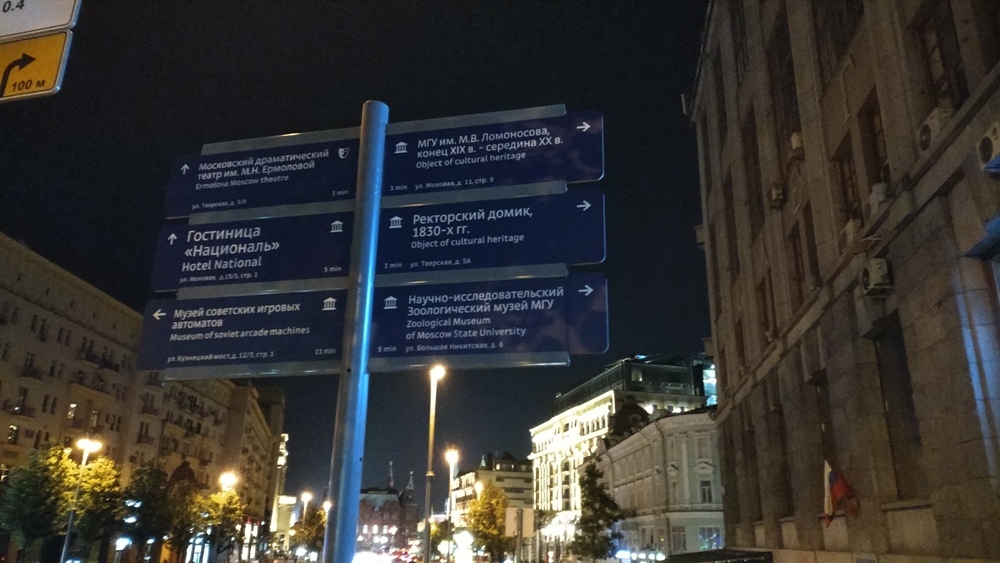 0.4
100 м
Московский драматический
театр им. М.Н. Ермоловой
Ermolova Moscow theatre
3 min
ул. Тверская, д. 5/6
Гостиница
«Националь»
Hotel National
5 min
ул. Моховая, д.15/1, стр. 1
Музей советских игровых
автоматов
Museum of soviet arcade machines
11 min
ул. Кузнецкий мост, д. 12/3, стр. 1
МГУ им. М.В. Ломоносова,
конец XIX в. - середина XX в.
Object of cultural heritage
3 min ул. Моховая, д. 11, стр. 9
Ректорский домик,
1830-х гг.
Object of cultural heritage
3 min ул. Тверская, д. 5А
Научно-исследовательский
Зоологический музей МГУ
Zoological Museum
of Moscow State University
5 min ул. Большая Никитская, д. 6